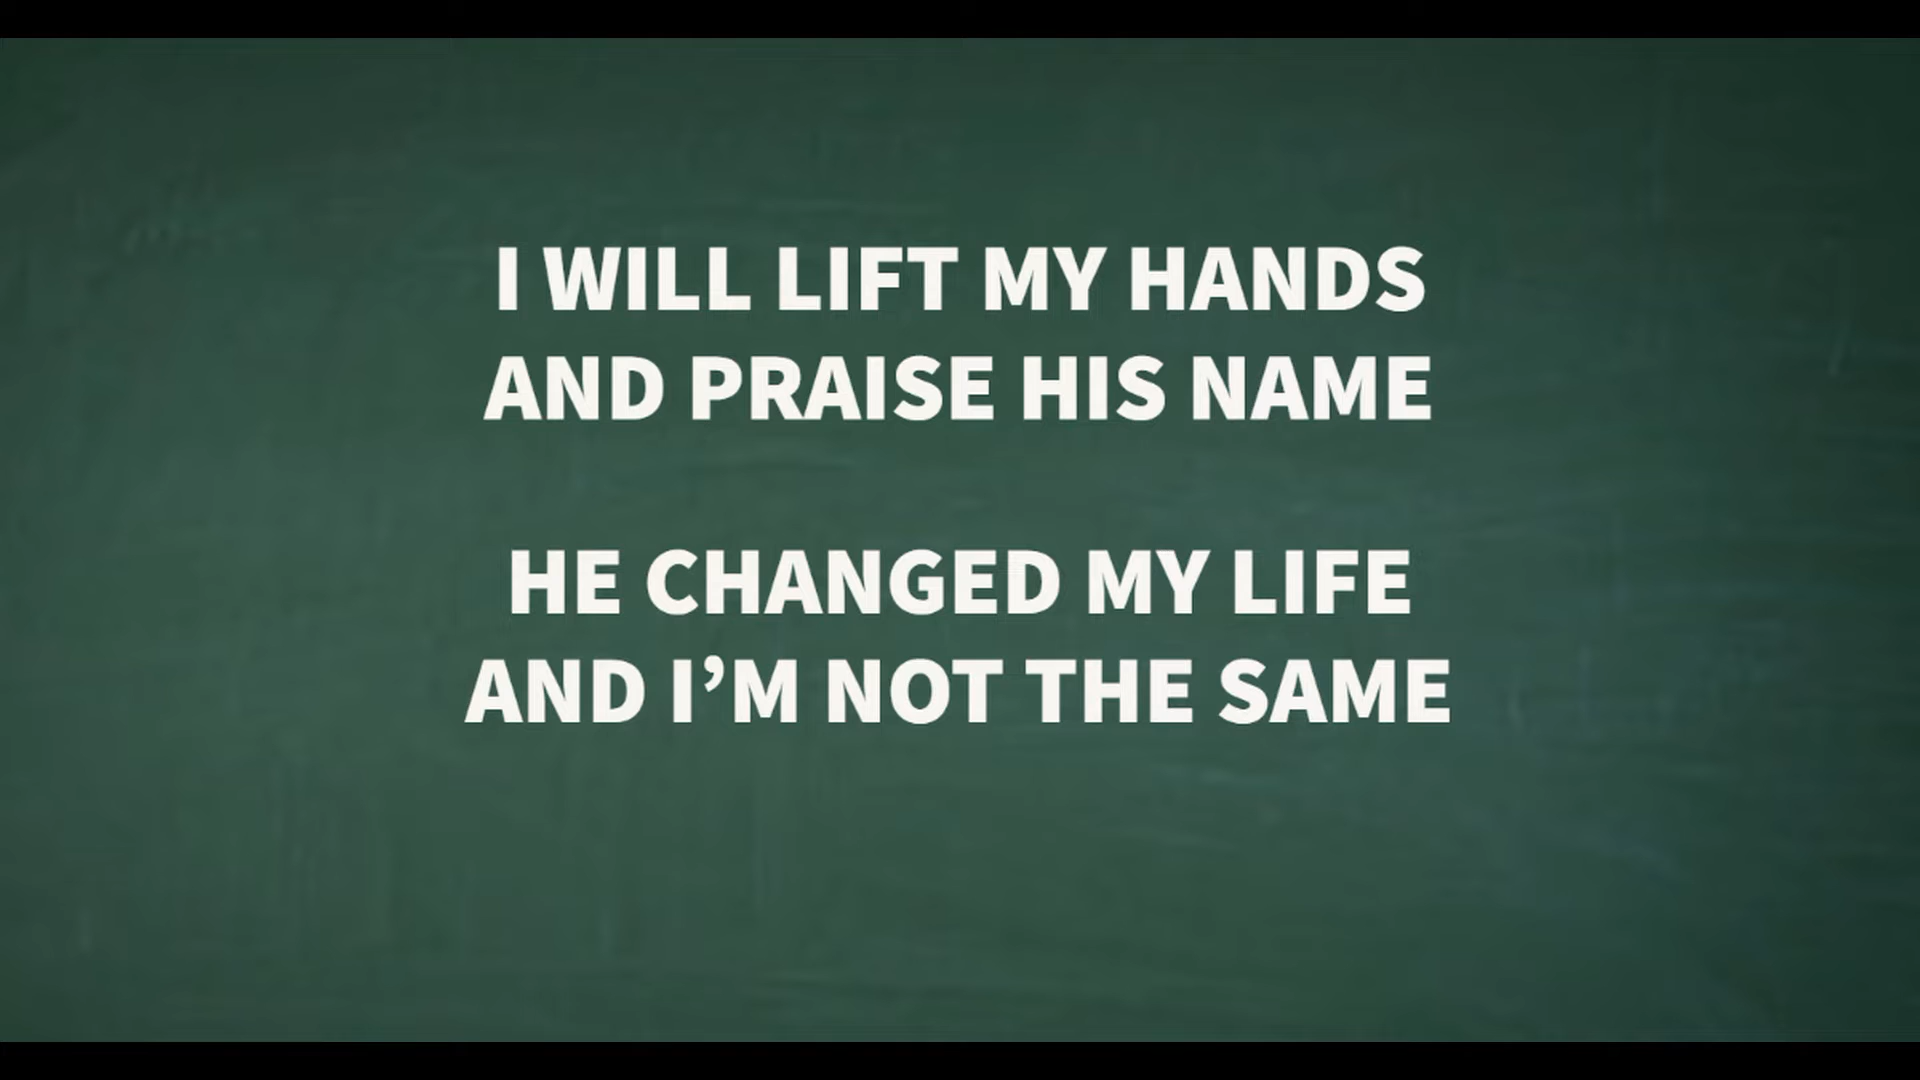 I WILL LIFT MY HANDS
AND PRAISE HIS NAME
HE CHANGED MY LIFE
AND I’M NOT THE SAME